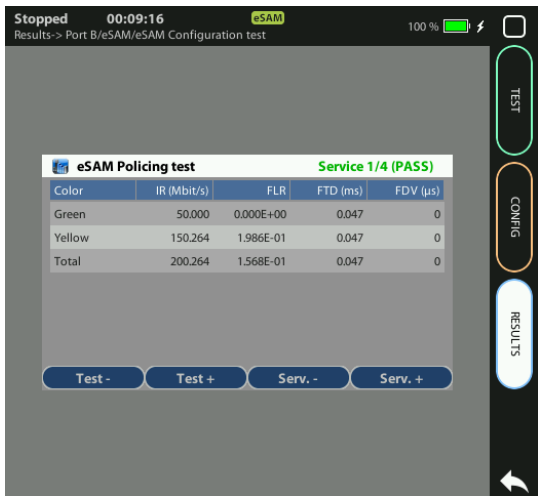 Stopped 00:09:16 eSAM 100 %
Results-> Port B/eSAM/eSAM Configuration test
TEST
CONFIG
RESULTS
eSAM Policing test Service 1/4 (PASS)
Color IR (Mbit/s) FLR FTD (ms) FDV (µs)
Green 50.000 0.000E+00 0.047 0
Yellow 150.264 1.986E-01 0.047 0
Total 200.264 1.568E-01 0.047 0
Test - Test + Serv. - Serv. +